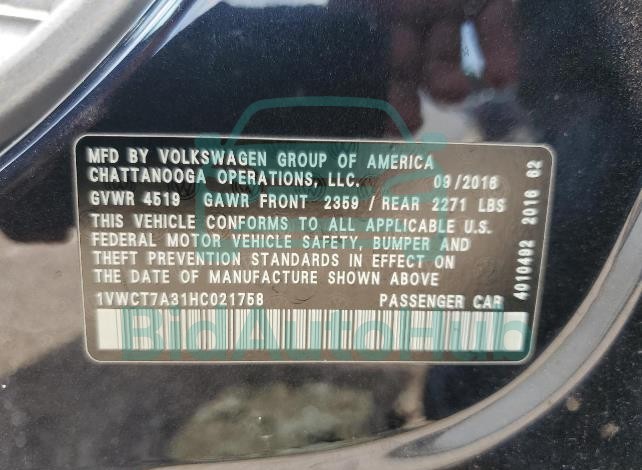 MFD BY VOLKSWAGEN GROUP OF AMERICA
CHATTANOOGA OPERATIONS, LLC. 09/2016
GVWR 4519 GAWR FRONT 2359 / REAR 2271 LBS
THIS VEHICLE CONFORMS TO ALL APPLICABLE U.S.
FEDERAL MOTOR VEHICLE SAFETY, BUMPER AND
THEFT PREVENTION STANDARDS IN EFFECT ON
THE DATE OF MANUFACTURE SHOWN ABOVE
1VWCT7A31HC021758 PASSENGER CAR
4010492 2016 62
BidAutoHub